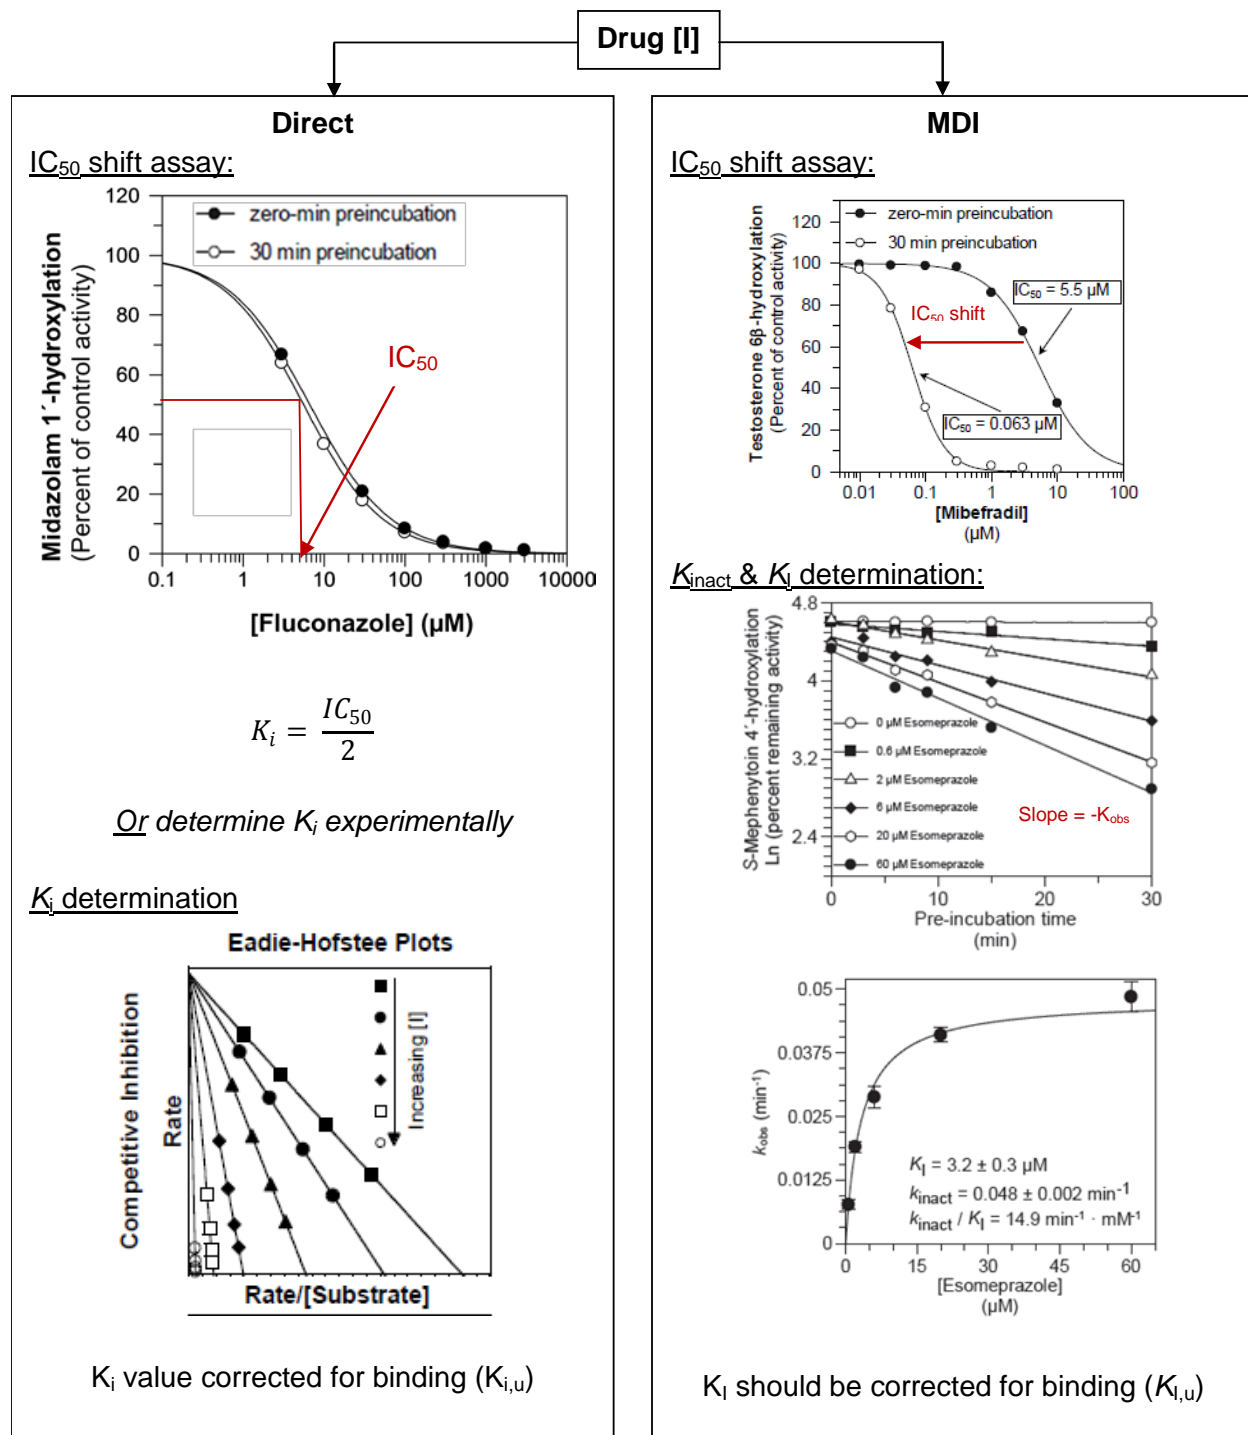 Drug [I]
Direct
IC50 shift assay:
120
100
80
60
40
20
0
zero-min preincubation
30 min preincubation
IC50
Midazolam 1´-hydroxylation
(Percent of control activity)
0.1
1
10
100
1000
10000
[Fluconazole] (µM)
Ki = IC50 / 2
Or determine Ki experimentally
Ki determination
Eadie-Hofstee Plots
Competitive Inhibition
Rate
Increasing [I]
Rate/[Substrate]
Ki value corrected for binding (Ki,u)
MDI
IC50 shift assay:
120
100
80
60
40
20
0
zero-min preincubation
30 min preincubation
IC50 = 5.5 µM
IC50 shift
IC50 = 0.063 µM
Testosterone 6β-hydroxylation
(Percent of control activity)
0.01
0.1
1
10
100
[Mibefradil]
(µM)
Kinact & KI determination:
4.8
4
3.2
2.4
S-Mephenytoin 4´-hydroxylation
Ln (percent remaining activity)
0 µM Esomeprazole
0.6 µM Esomeprazole
2 µM Esomeprazole
6 µM Esomeprazole
20 µM Esomeprazole
60 µM Esomeprazole
Slope = -Kobs
0
10
20
30
Pre-incubation time
(min)
0.05
0.0375
0.025
0.0125
0
kobs (min-1)
KI = 3.2 ± 0.3 µM
kinact = 0.048 ± 0.002 min-1
kinact / KI = 14.9 min-1 · mM-1
0
15
30
45
60
[Esomeprazole]
(µM)
KI should be corrected for binding (KI,u)